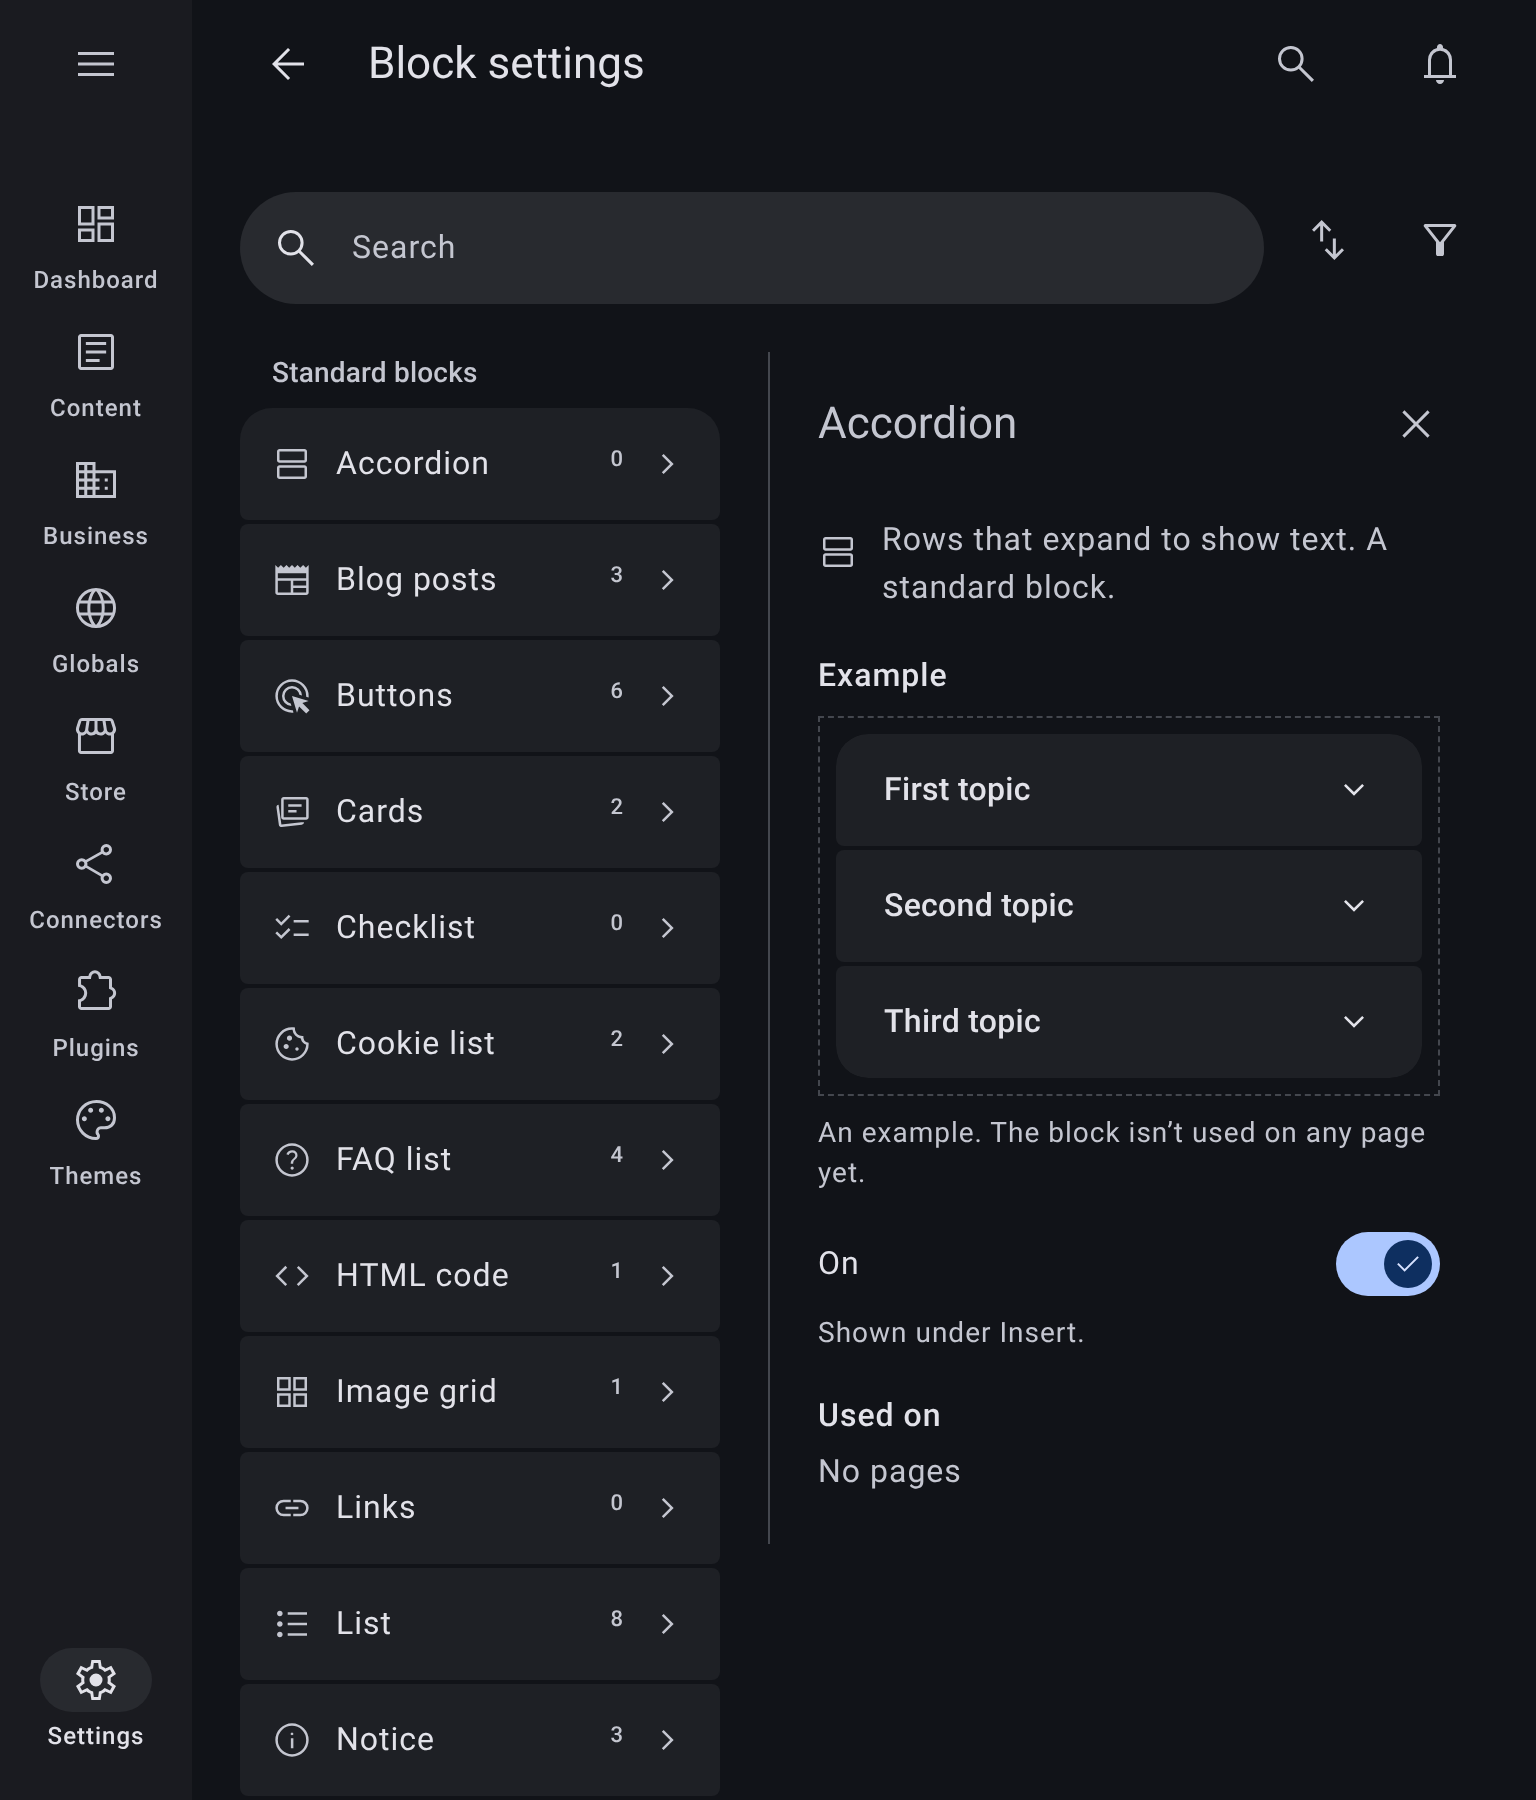 Block settings
Dashboard
Content
Business
Globals
Store
Connectors
Plugins
Themes
Settings
Search
Standard blocks
Accordion 0
Blog posts 3
Buttons 6
Cards 2
Checklist 0
Cookie list 2
FAQ list 4
HTML code 1
Image grid 1
Links 0
List 8
Notice 3
Accordion
Rows that expand to show text. A
standard block.
Example
First topic
Second topic
Third topic
An example. The block isn’t used on any page
yet.
On
Shown under Insert.
Used on
No pages